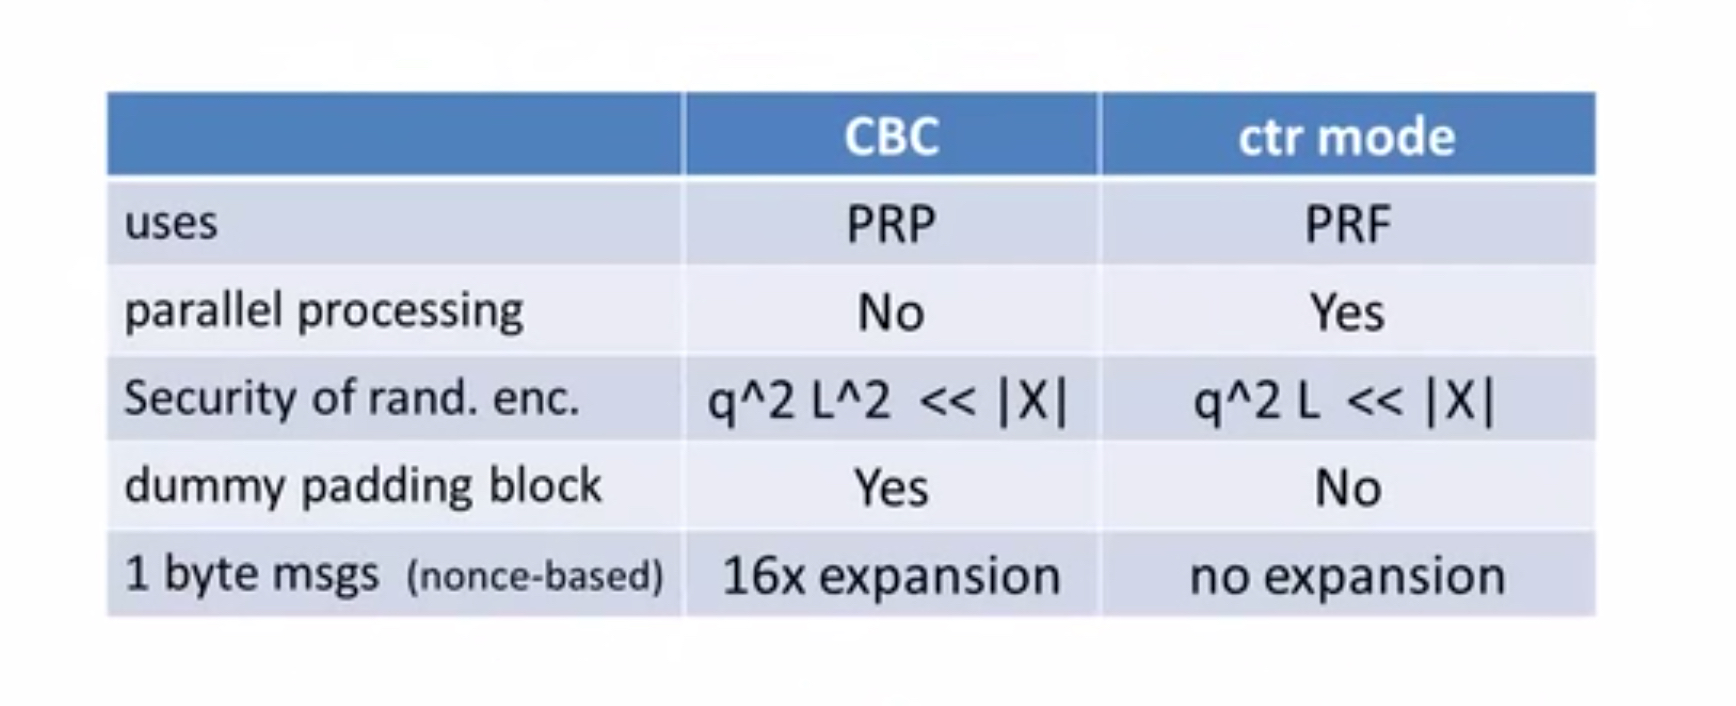 CBC ctr mode
uses PRP PRF
parallel processing No Yes
Security of rand. enc. q^2 L^2 << |X| q^2 L << |X|
dummy padding block Yes No
1 byte msgs (nonce-based) 16x expansion no expansion